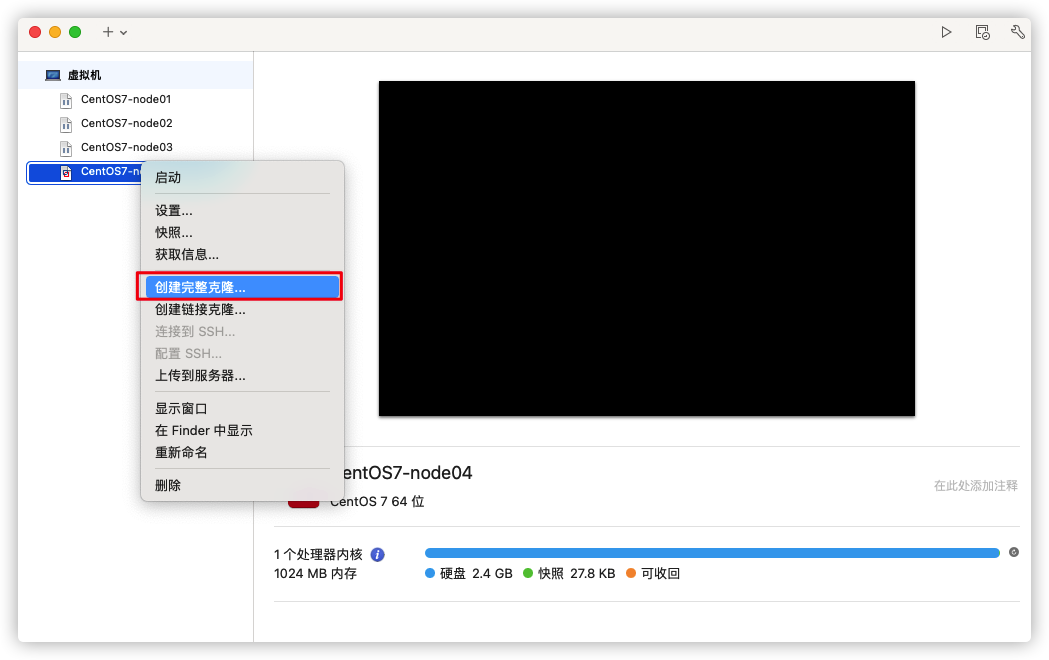 虚拟机
CentOS7-node01
CentOS7-node02
CentOS7-node03
CentOS7-no
启动
设置...
快照...
获取信息...
创建完整克隆...
创建链接克隆...
连接到 SSH...
配置 SSH...
上传到服务器...
显示窗口
在 Finder 中显示
重新命名
删除
entOS7-node04
CentOS 7 64 位
在此处添加注释
1 个处理器内核
1024 MB 内存
硬盘 2.4 GB 快照 27.8 KB 可收回